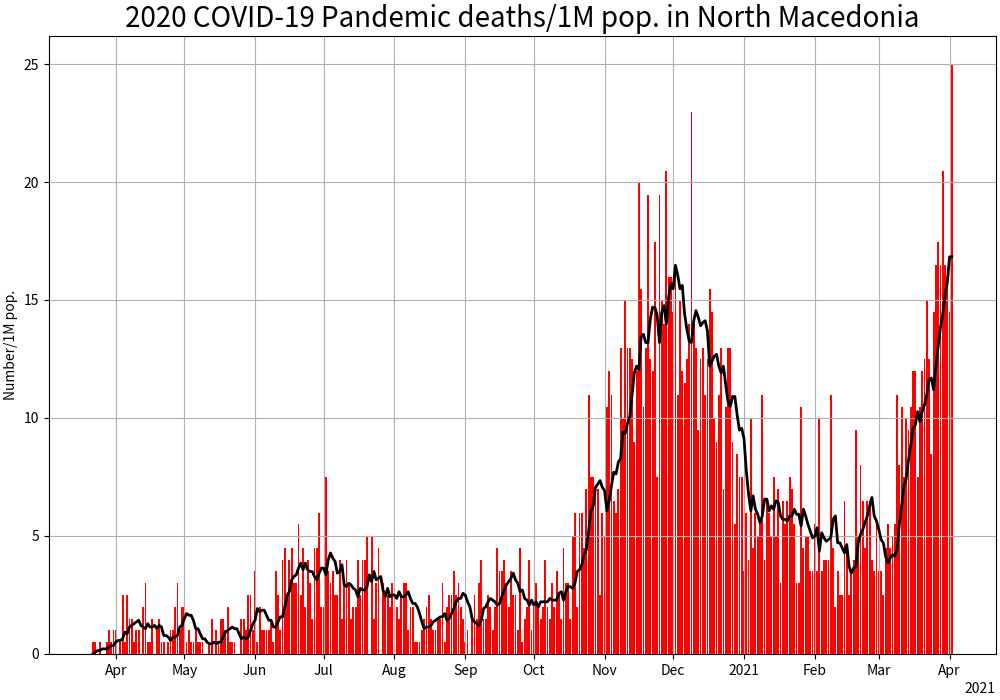 2020 COVID-19 Pandemic deaths/1M pop. in North Macedonia
Number/1M pop.
25
20
15
10
5
0
Apr May Jun Jul Aug Sep Oct Nov Dec 2021 Feb Mar Apr
2021